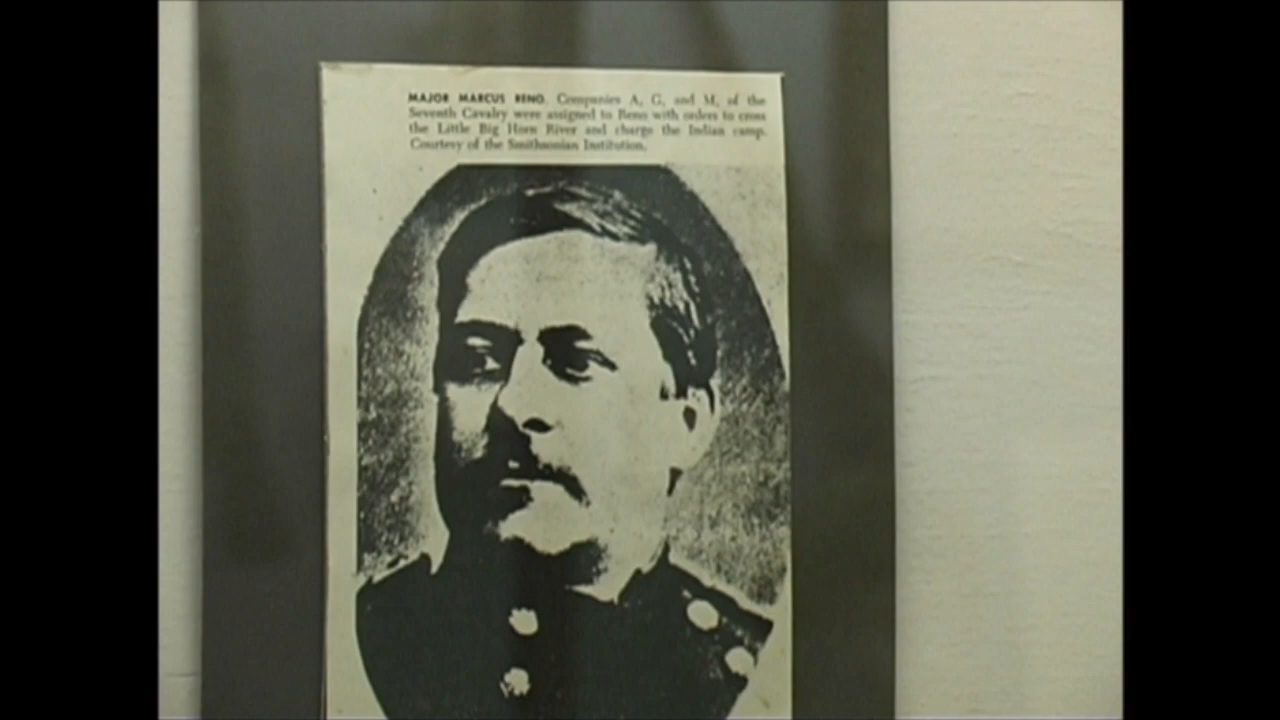 MAJOR MARCUS RENO. Companies A, G, and M, of the
Seventh Cavalry were assigned to Reno with orders to cross
the Little Big Horn River and charge the Indian camp.
Courtesy of the Smithsonian Institution.